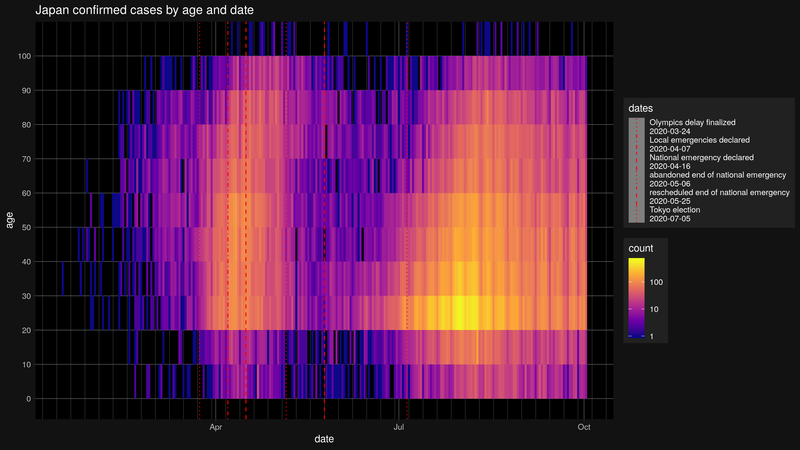 Japan confirmed cases by age and date
100
90
80
70
60
50
40
30
20
10
0
age
Apr
Jul
Oct
date
dates
Olympics delay finalized
2020-03-24
Local emergencies declared
2020-04-07
National emergency declared
2020-04-16
abandoned end of national emergency
2020-05-06
rescheduled end of national emergency
2020-05-25
Tokyo election
2020-07-05
count
100
10
1